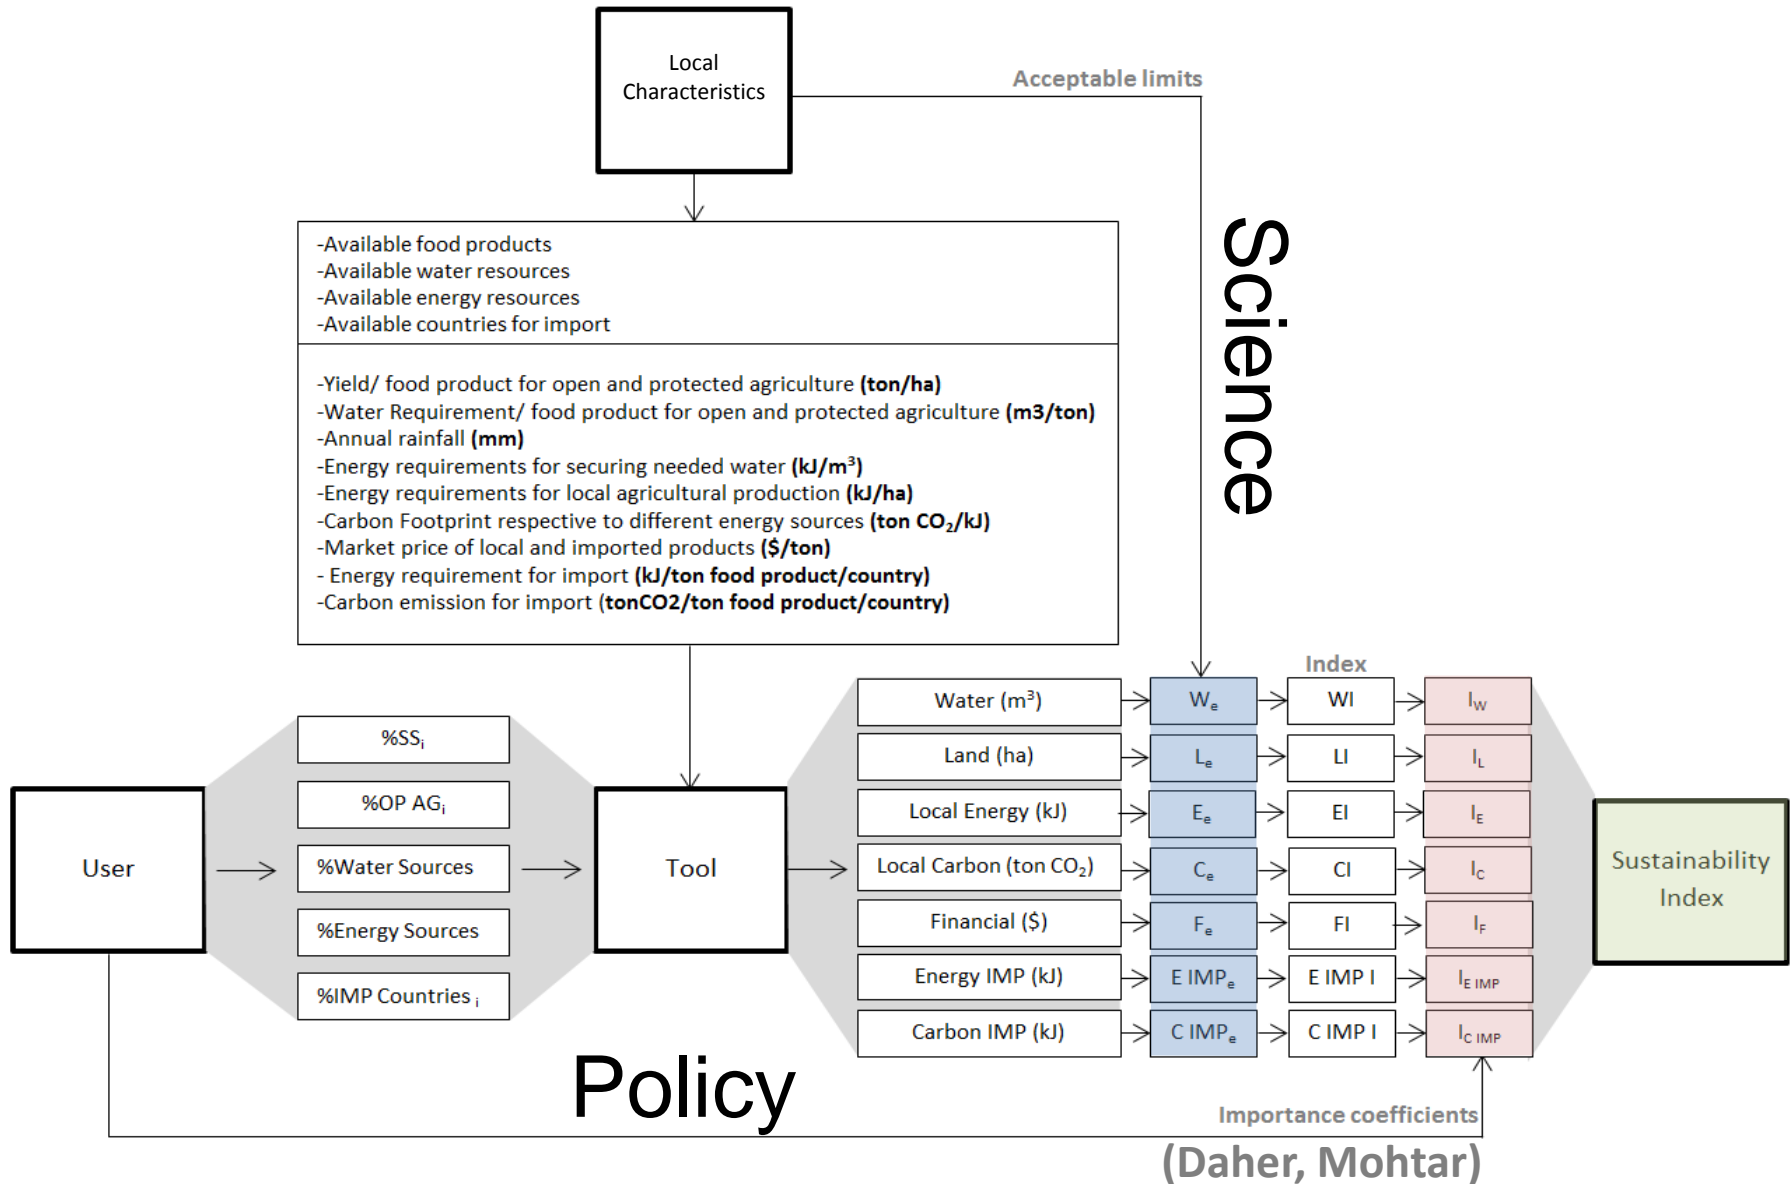 Local
Characteristics
Acceptable limits
-Available food products
-Available water resources
-Available energy resources
-Available countries for import
-Yield/ food product for open and protected agriculture (ton/ha)
-Water Requirement/ food product for open and protected agriculture (m3/ton)
-Annual rainfall (mm)
-Energy requirements for securing needed water (kJ/m³)
-Energy requirements for local agricultural production (kJ/ha)
-Carbon Footprint respective to different energy sources (ton CO₂/kJ)
-Market price of local and imported products ($/ton)
- Energy requirement for import (kJ/ton food product/country)
-Carbon emission for import (tonCO2/ton food product/country)
Science
User
%SSᵢ
%OP AGᵢ
%Water Sources
%Energy Sources
%IMP Countries ᵢ
Tool
Index
Water (m³)
Wₑ
WI
I_W
Land (ha)
Lₑ
LI
I_L
Local Energy (kJ)
Eₑ
EI
I_E
Local Carbon (ton CO₂)
Cₑ
CI
I_C
Financial ($)
Fₑ
FI
I_F
Energy IMP (kJ)
E IMPₑ
E IMP I
I_E IMP
Carbon IMP (kJ)
C IMPₑ
C IMP I
I_C IMP
Sustainability
Index
Policy
Importance coefficients
(Daher, Mohtar)